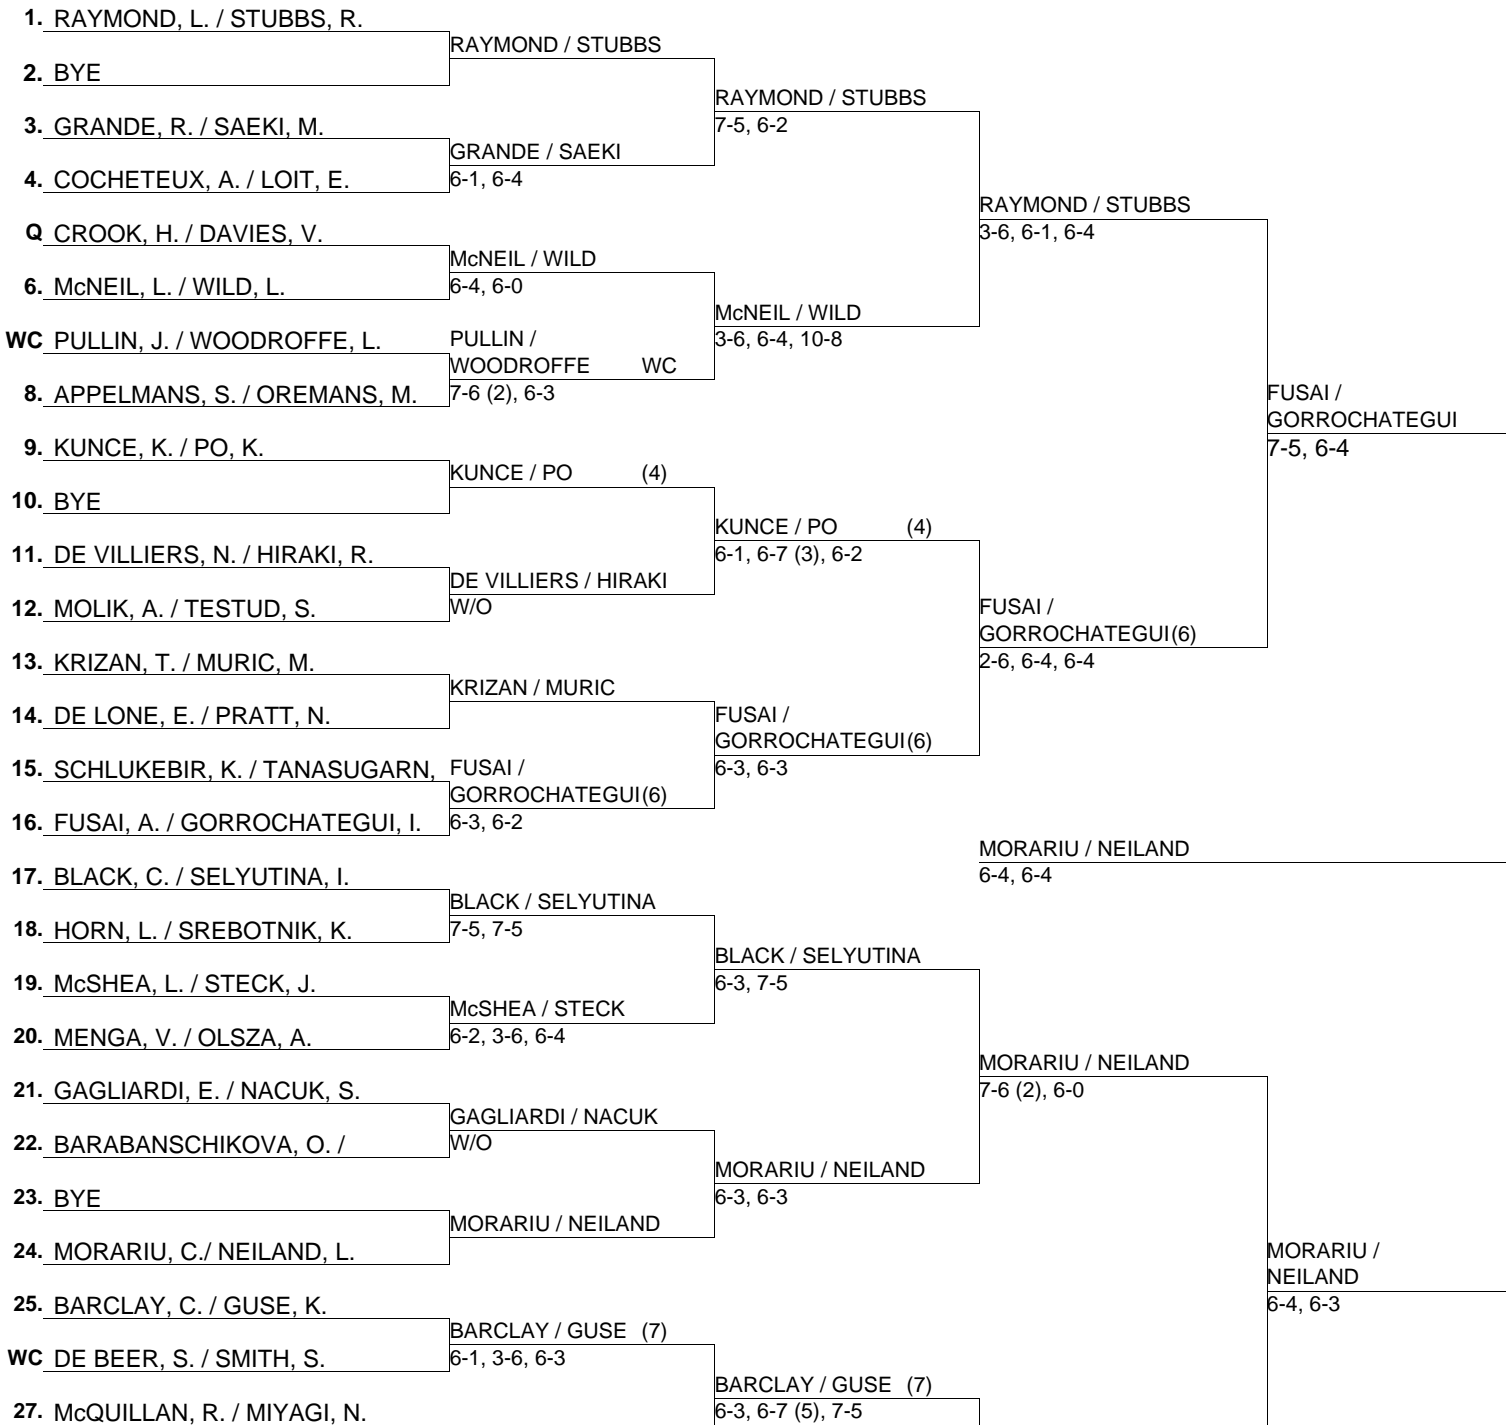 1. RAYMOND, L. / STUBBS, R.
RAYMOND / STUBBS
2. BYE
RAYMOND / STUBBS
7-5, 6-2
3. GRANDE, R. / SAEKI, M.
GRANDE / SAEKI
6-1, 6-4
4. COCHETEUX, A. / LOIT, E.
RAYMOND / STUBBS
3-6, 6-1, 6-4
Q CROOK, H. / DAVIES, V.
McNEIL / WILD
6-4, 6-0
6. McNEIL, L. / WILD, L.
McNEIL / WILD
3-6, 6-4, 10-8
WC PULLIN, J. / WOODROFFE, L.
PULLIN /
WOODROFFE WC
7-6 (2), 6-3
8. APPELMANS, S. / OREMANS, M.
FUSAI /
GORROCHATEGUI
7-5, 6-4
9. KUNCE, K. / PO, K.
KUNCE / PO (4)
10. BYE
KUNCE / PO (4)
6-1, 6-7 (3), 6-2
11. DE VILLIERS, N. / HIRAKI, R.
DE VILLIERS / HIRAKI
W/O
12. MOLIK, A. / TESTUD, S.
FUSAI /
GORROCHATEGUI(6)
2-6, 6-4, 6-4
13. KRIZAN, T. / MURIC, M.
KRIZAN / MURIC
14. DE LONE, E. / PRATT, N.
FUSAI /
GORROCHATEGUI(6)
6-3, 6-3
15. SCHLUKEBIR, K. / TANASUGARN,
FUSAI /
GORROCHATEGUI(6)
6-3, 6-2
16. FUSAI, A. / GORROCHATEGUI, I.
MORARIU / NEILAND
6-4, 6-4
17. BLACK, C. / SELYUTINA, I.
BLACK / SELYUTINA
7-5, 7-5
18. HORN, L. / SREBOTNIK, K.
BLACK / SELYUTINA
6-3, 7-5
19. McSHEA, L. / STECK, J.
McSHEA / STECK
6-2, 3-6, 6-4
20. MENGA, V. / OLSZA, A.
MORARIU / NEILAND
7-6 (2), 6-0
21. GAGLIARDI, E. / NACUK, S.
GAGLIARDI / NACUK
W/O
22. BARABANSCHIKOVA, O. /
MORARIU / NEILAND
6-3, 6-3
23. BYE
MORARIU / NEILAND
24. MORARIU, C./ NEILAND, L.
MORARIU /
NEILAND
6-4, 6-3
25. BARCLAY, C. / GUSE, K.
BARCLAY / GUSE (7)
6-1, 3-6, 6-3
WC DE BEER, S. / SMITH, S.
BARCLAY / GUSE (7)
6-3, 6-7 (5), 7-5
27. McQUILLAN, R. / MIYAGI, N.